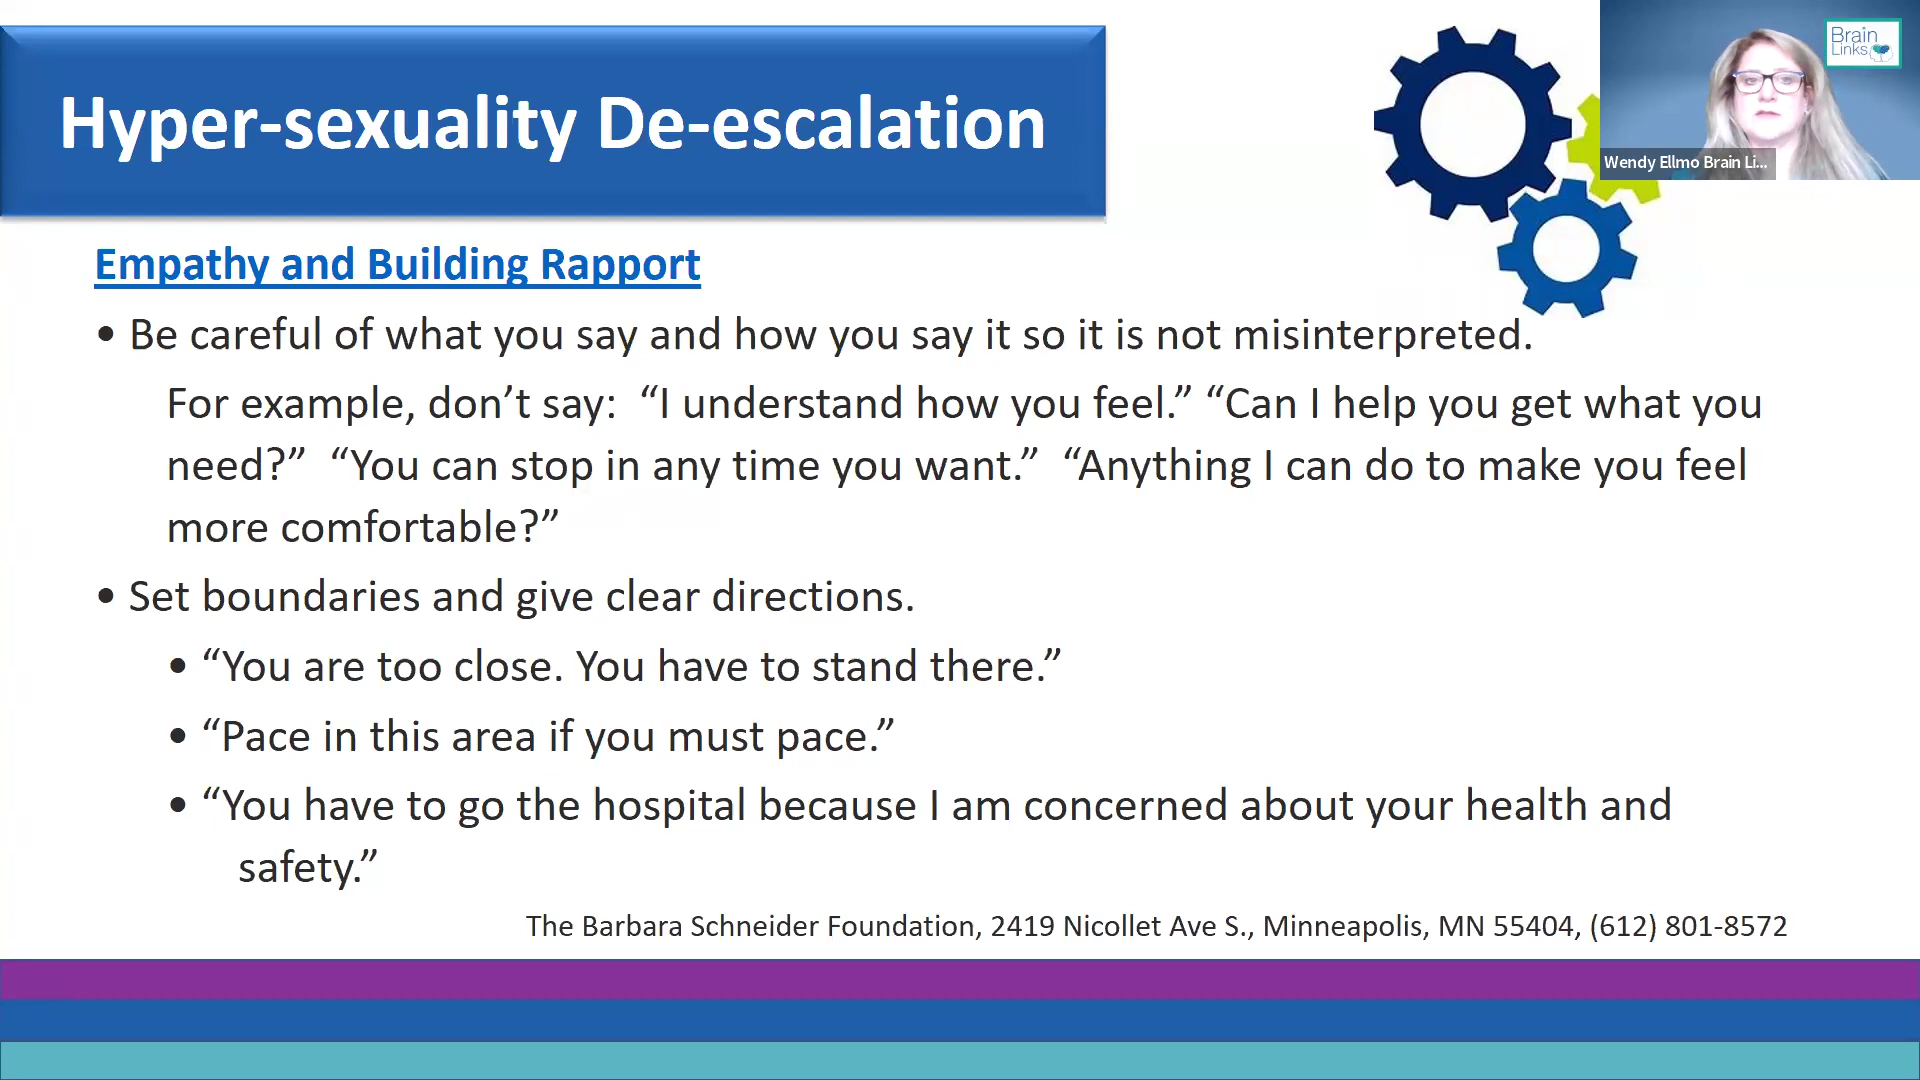 Hyper-sexuality De-escalation
Brain
Links
Wendy Ellmo Brain Li...
Empathy and Building Rapport
• Be careful of what you say and how you say it so it is not misinterpreted.
For example, don’t say:  “I understand how you feel.” “Can I help you get what you
need?”  “You can stop in any time you want.”  “Anything I can do to make you feel
more comfortable?”
• Set boundaries and give clear directions.
• “You are too close. You have to stand there.”
• “Pace in this area if you must pace.”
• “You have to go the hospital because I am concerned about your health and
safety.”
The Barbara Schneider Foundation, 2419 Nicollet Ave S., Minneapolis, MN 55404, (612) 801-8572